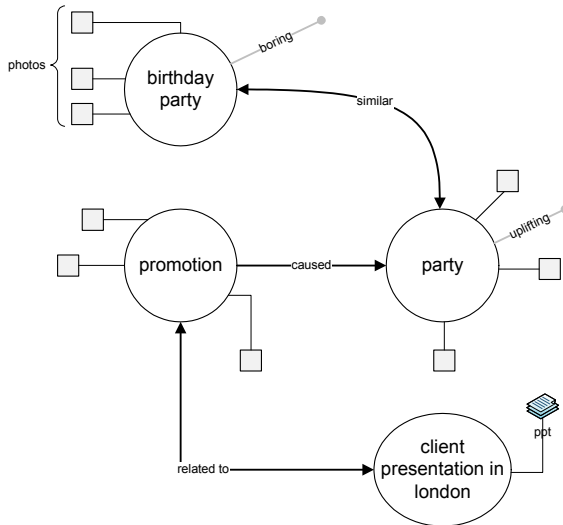 boring
photos
birthday
party
similar
uplifting
promotion
caused
party
ppt
client
presentation in
london
related to